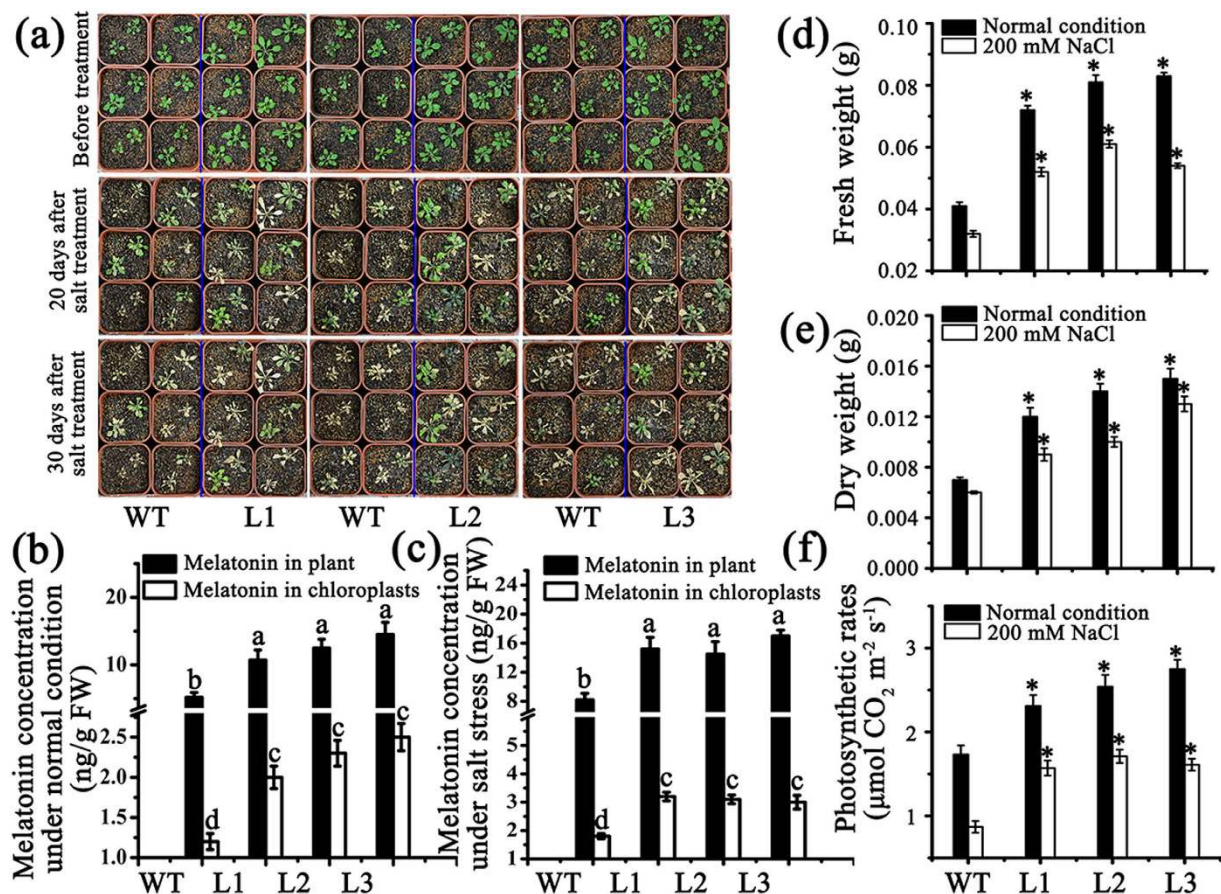 (a)
Before treatment
20 days after
salt treatment
30 days after
salt treatment
WT L1 WT L2 WT L3
(b)
Melatonin concentration
under normal condition
(ng/g FW)
Melatonin in plant
Melatonin in chloroplasts
20
10
2.5
2.0
1.5
1.0
b
d
a
c
a
c
a
c
WT L1 L2 L3
(c)
Melatonin concentration
under salt stress (ng/g FW)
Melatonin in plant
Melatonin in chloroplasts
24
20
16
12
8
5
4
3
2
1
b
d
a
c
a
c
a
c
WT L1 L2 L3
(d)
Fresh weight (g)
Normal condition
200 mM NaCl
0.10
0.08
0.06
0.04
0.02
* * * * * *
(e)
Dry weight (g)
Normal condition
200 mM NaCl
0.020
0.016
0.012
0.008
0.004
0.000
* * * * * *
(f)
Photosynthetic rates
(μmol CO₂ m⁻² s⁻¹)
Normal condition
200 mM NaCl
3
2
1
* * * * * *
WT L1 L2 L3